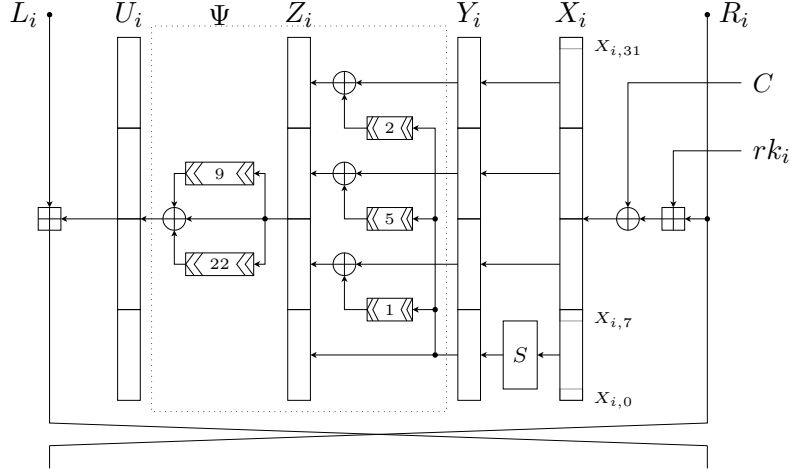 L_i U_i Ψ Z_i Y_i X_i R_i
X_{i,31}
C
2
rk_i
9
5
22
1
X_{i,7}
S
X_{i,0}